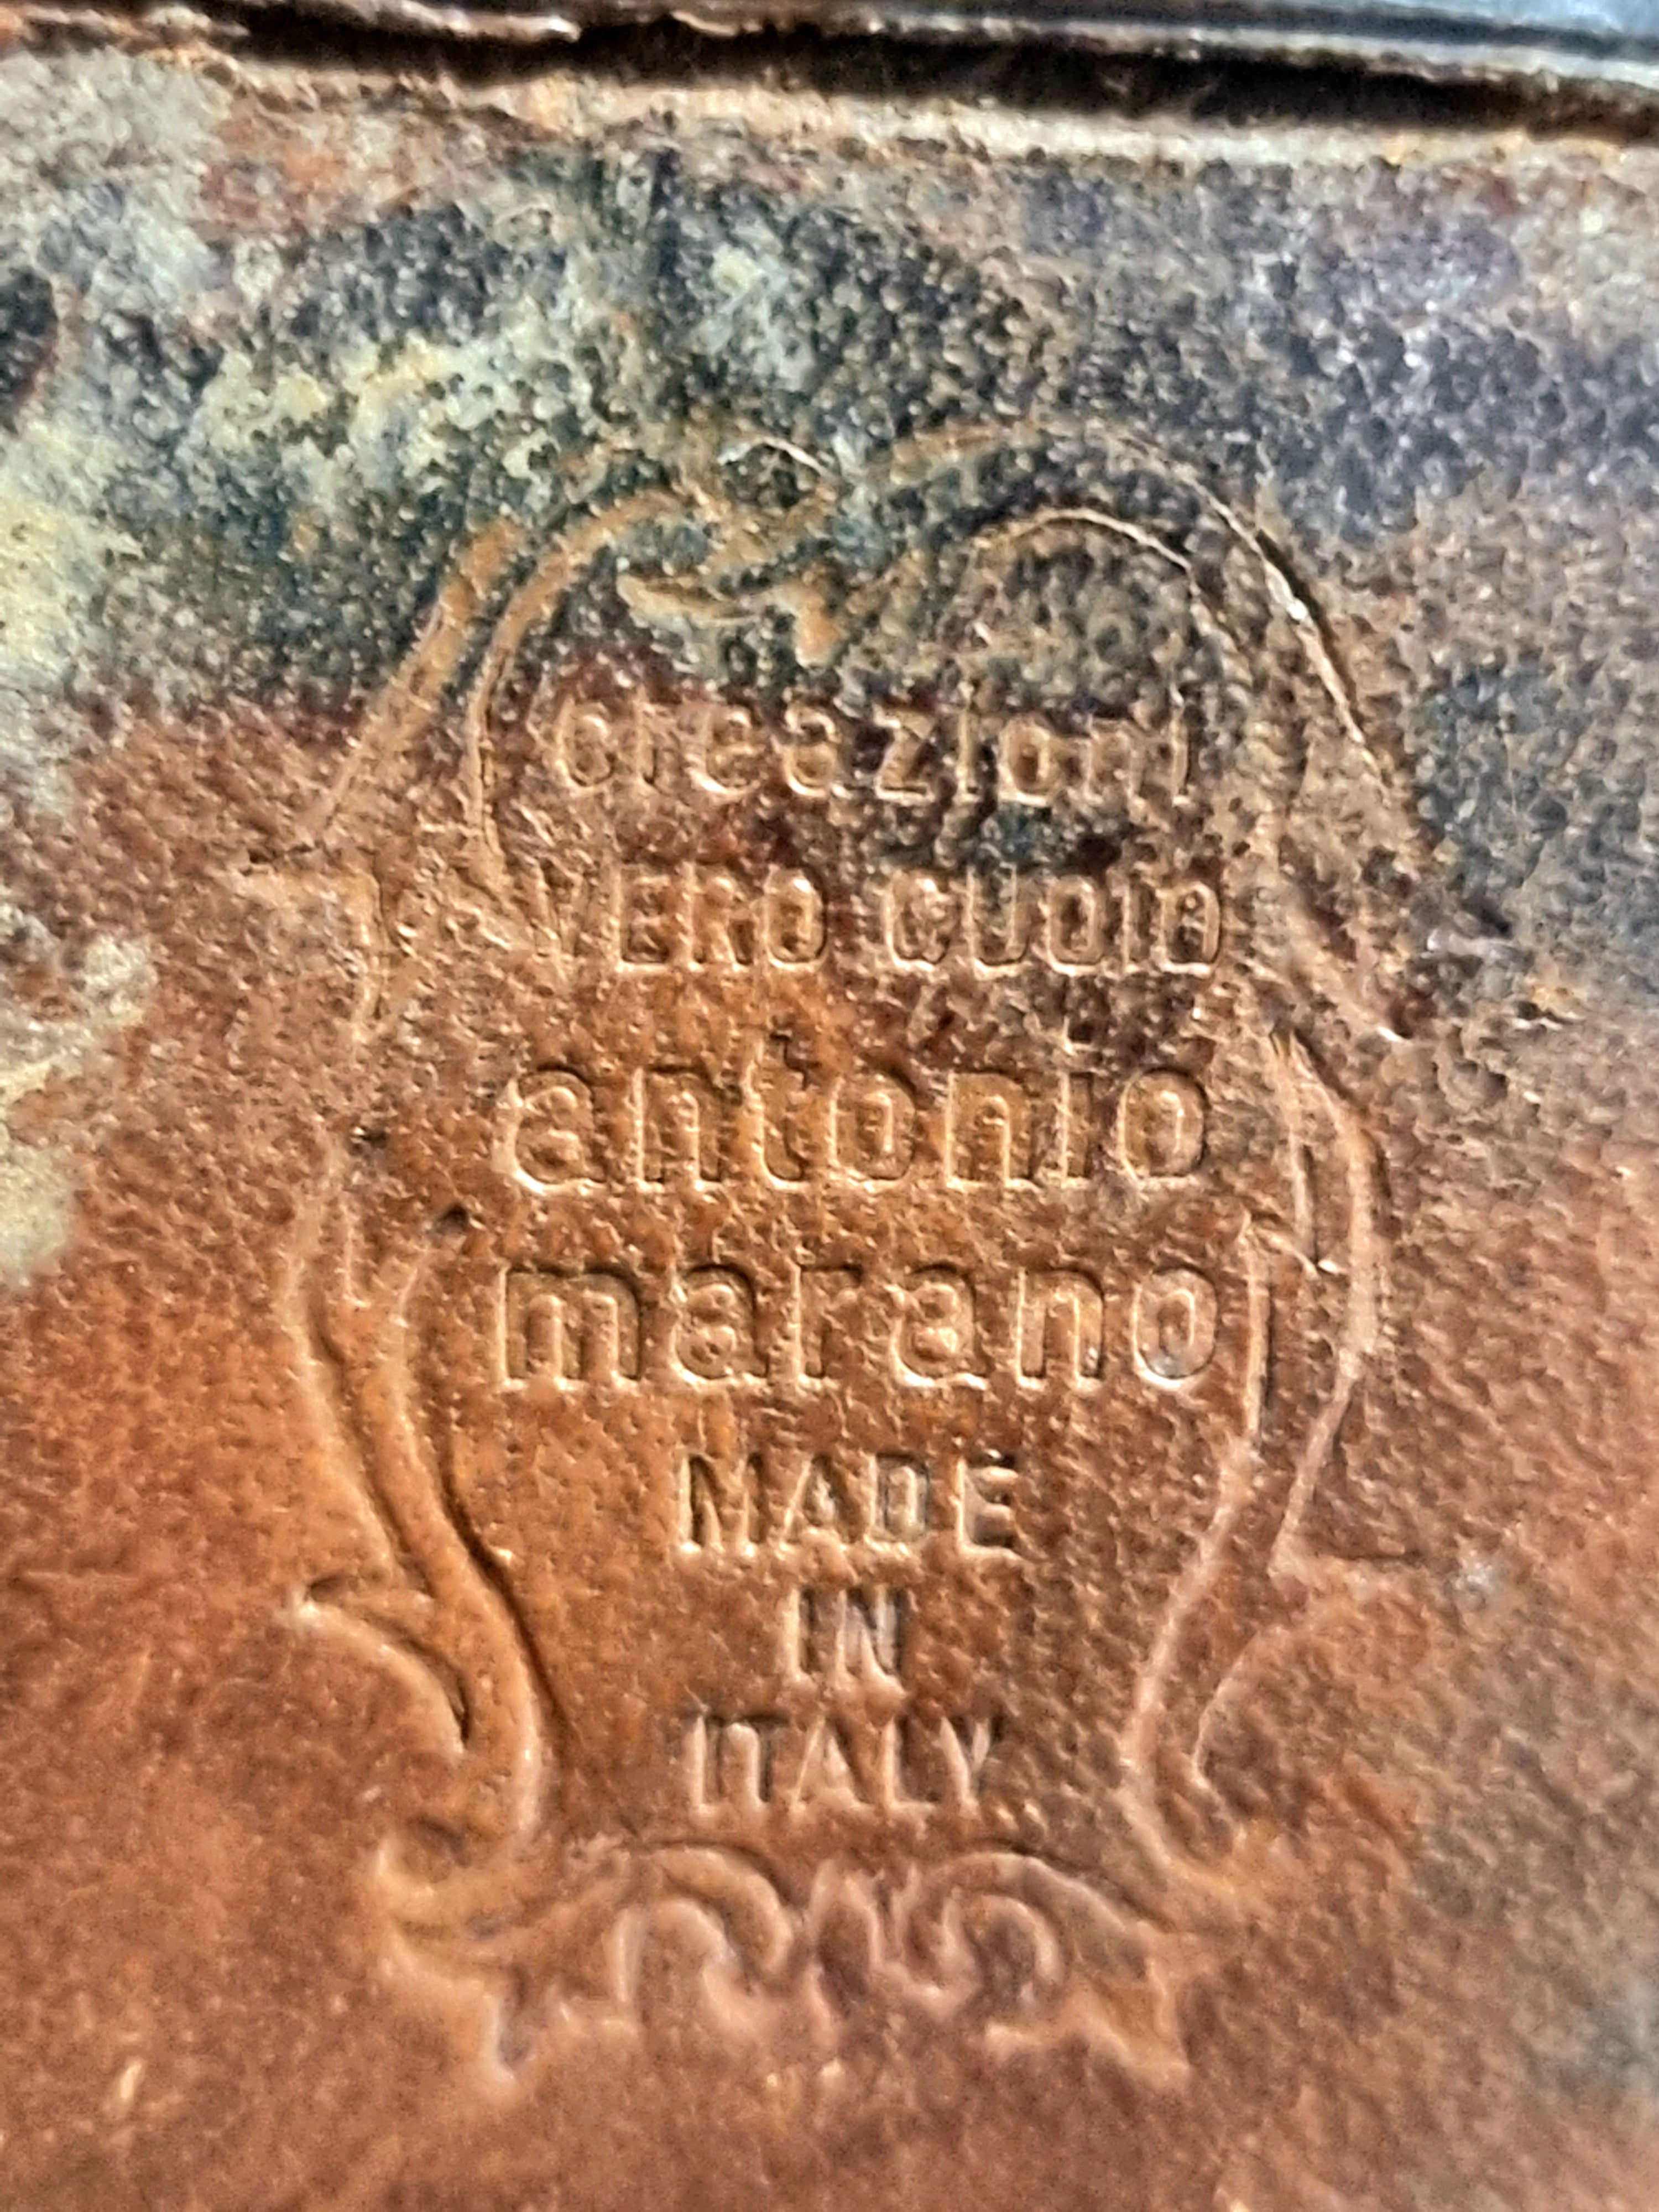 creazioni
VERO CUOIO
antonio
marano
MADE
IN
ITALY